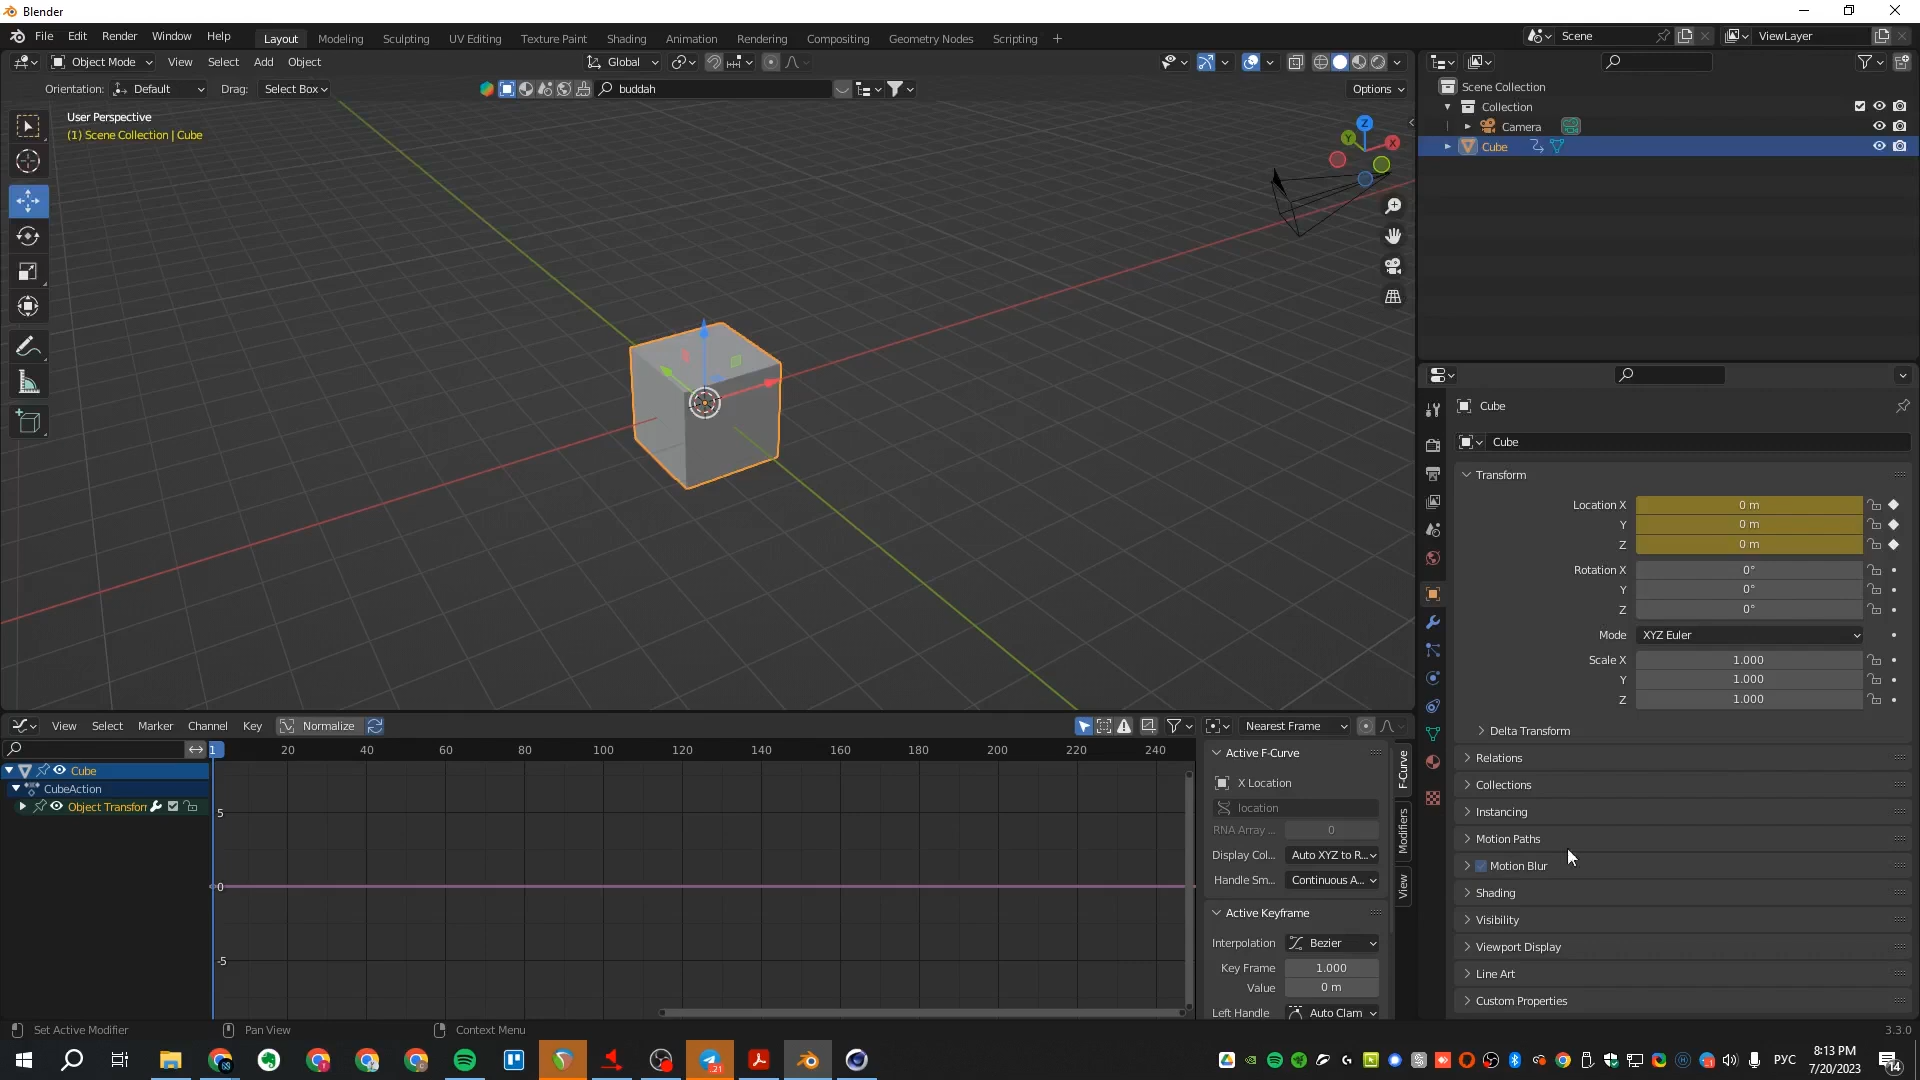 Blender
File Edit Render Window Help Layout Modeling Sculpting UV Editing Texture Paint Shading Animation Rendering Compositing Geometry Nodes Scripting + Scene ViewLayer
Object Mode View Select Add Object Global
Orientation: Default Drag: Select Box buddah Options
User Perspective
(1) Scene Collection | Cube
Z
Y
X
Scene Collection
Collection
Camera
Cube
Cube
Cube
Transform
Location X 0 m
Y 0 m
Z 0 m
Rotation X 0°
Y 0°
Z 0°
Mode XYZ Euler
Scale X 1.000
Y 1.000
Z 1.000
Delta Transform
Relations
Collections
Instancing
Motion Paths
Motion Blur
Shading
Visibility
Viewport Display
Line Art
Custom Properties
View Select Marker Channel Key Normalize Nearest Frame
1 20 40 60 80 100 120 140 160 180 200 220 240
Cube
CubeAction
Object Transfor
5
0
-5
Active F-Curve
X Location
location
RNA Array ... 0
Display Col... Auto XYZ to R...
Handle Sm... Continuous A...
Active Keyframe
Interpolation Bezier
Key Frame 1.000
Value 0 m
Left Handle Auto Clam
F-Curve
Modifiers
View
Set Active Modifier Pan View Context Menu 3.3.0
21
РУС
8:13 PM
7/20/2023
14